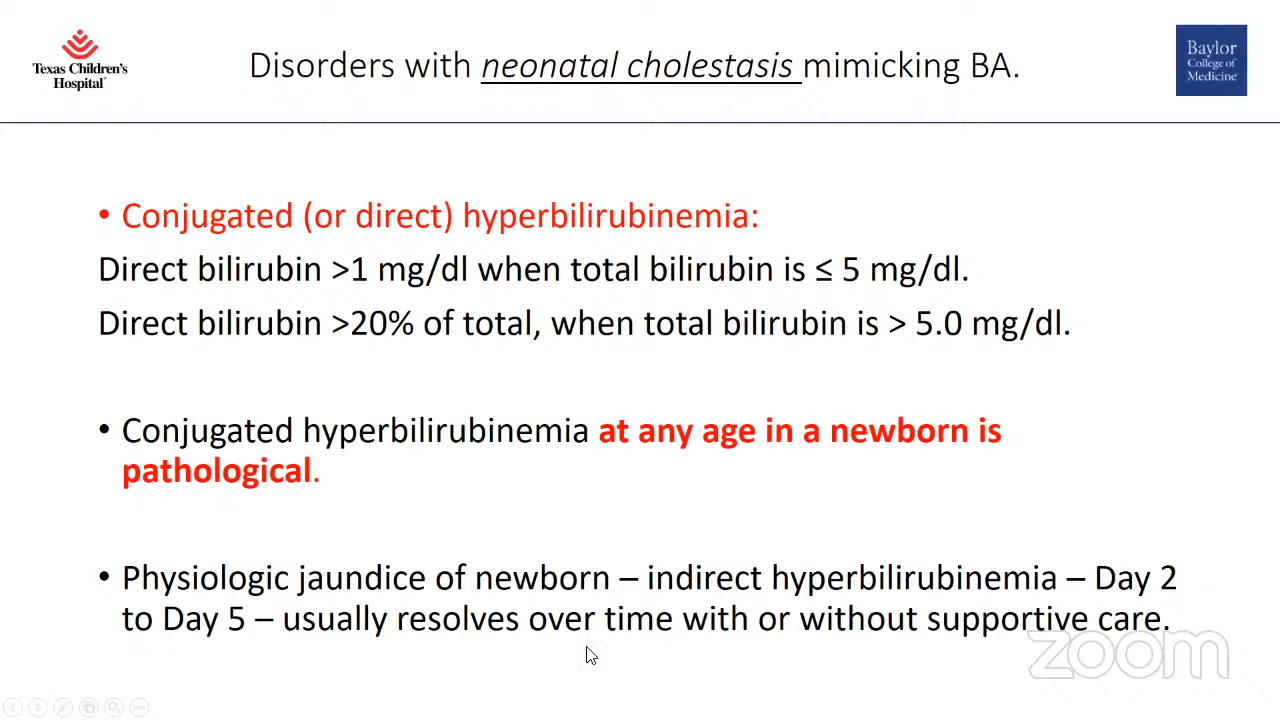 Texas Children's
Hospital
Disorders with neonatal cholestasis mimicking BA.
Baylor
College of
Medicine
• Conjugated (or direct) hyperbilirubinemia:
Direct bilirubin >1 mg/dl when total bilirubin is ≤ 5 mg/dl.
Direct bilirubin >20% of total, when total bilirubin is > 5.0 mg/dl.
• Conjugated hyperbilirubinemia at any age in a newborn is
pathological.
• Physiologic jaundice of newborn – indirect hyperbilirubinemia – Day 2
to Day 5 – usually resolves over time with or without supportive care.
zoom